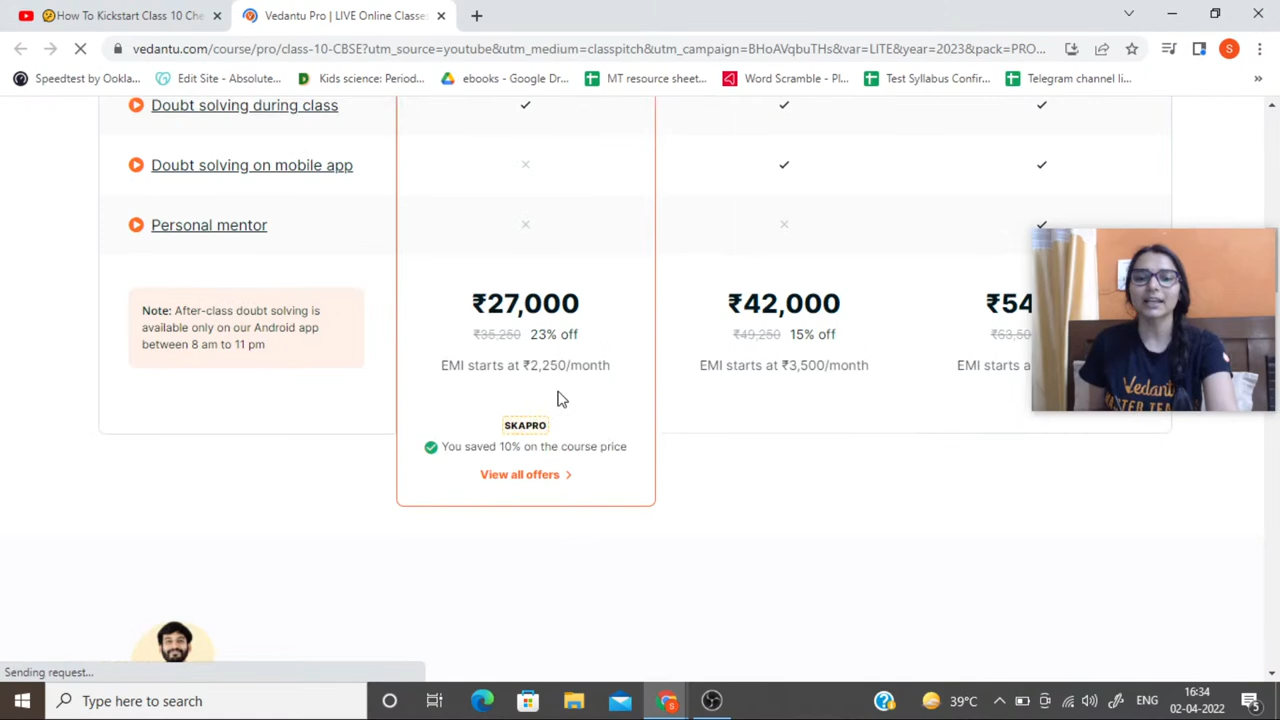 How To Kickstart Class 10 Che
Vedantu Pro | LIVE Online Classes
vedantu.com/course/pro/class-10-CBSE?utm_source=youtube&utm_medium=classpitch&utm_campaign=BHoAVqbuTHs&var=LITE&year=2023&pack=PRO...
S
Speedtest by Ookla...
Edit Site - Absolute...
Kids science: Period...
ebooks - Google Dr...
MT resource sheet...
Word Scramble - Pl...
Test Syllabus Confir...
Telegram channel li...
Doubt solving during class
Doubt solving on mobile app
Personal mentor
Note: After-class doubt solving is
available only on our Android app
between 8 am to 11 pm
₹27,000
₹35,250 23% off
EMI starts at ₹2,250/month
SKAPRO
You saved 10% on the course price
View all offers
₹42,000
₹49,250 15% off
EMI starts at ₹3,500/month
₹54
₹63,50
EMI starts a
Vedantu
MASTER TEA
Sending request...
Type here to search
39°C
ENG
16:34
02-04-2022
5